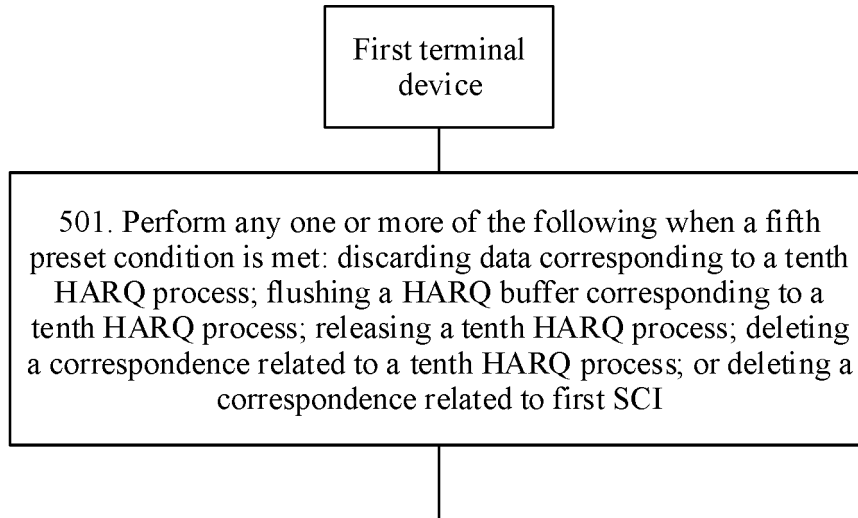 First terminal
device
501. Perform any one or more of the following when a fifth
preset condition is met: discarding data corresponding to a tenth
HARQ process; flushing a HARQ buffer corresponding to a
tenth HARQ process; releasing a tenth HARQ process; deleting
a correspondence related to a tenth HARQ process; or deleting a
correspondence related to first SCI